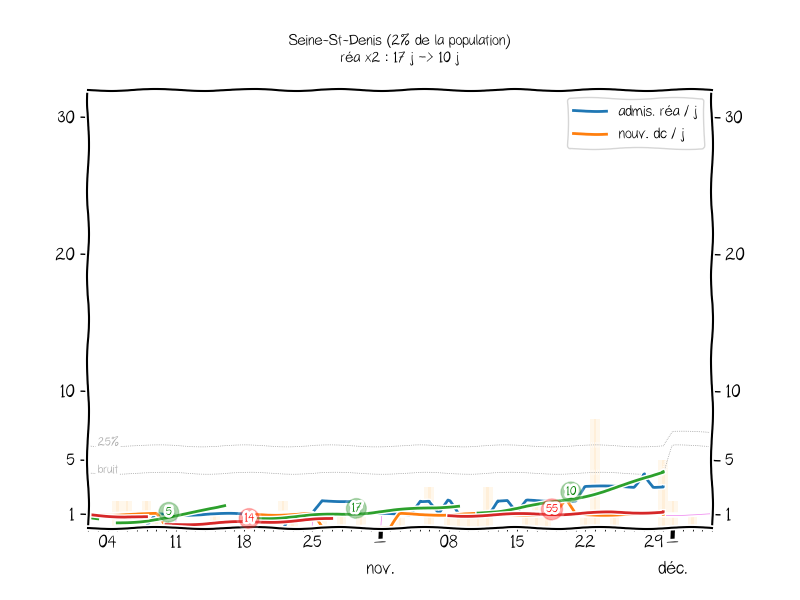 Seine-St-Denis (2% de la population)
réa x2 : 17 j -> 10 j
admis. réa / j
nouv. dc / j
30
30
20
20
10
10
25%
5
5
bruit
10
5
17
14
55
1
1
04 11 18 25 08 15 22 29
nov. déc.